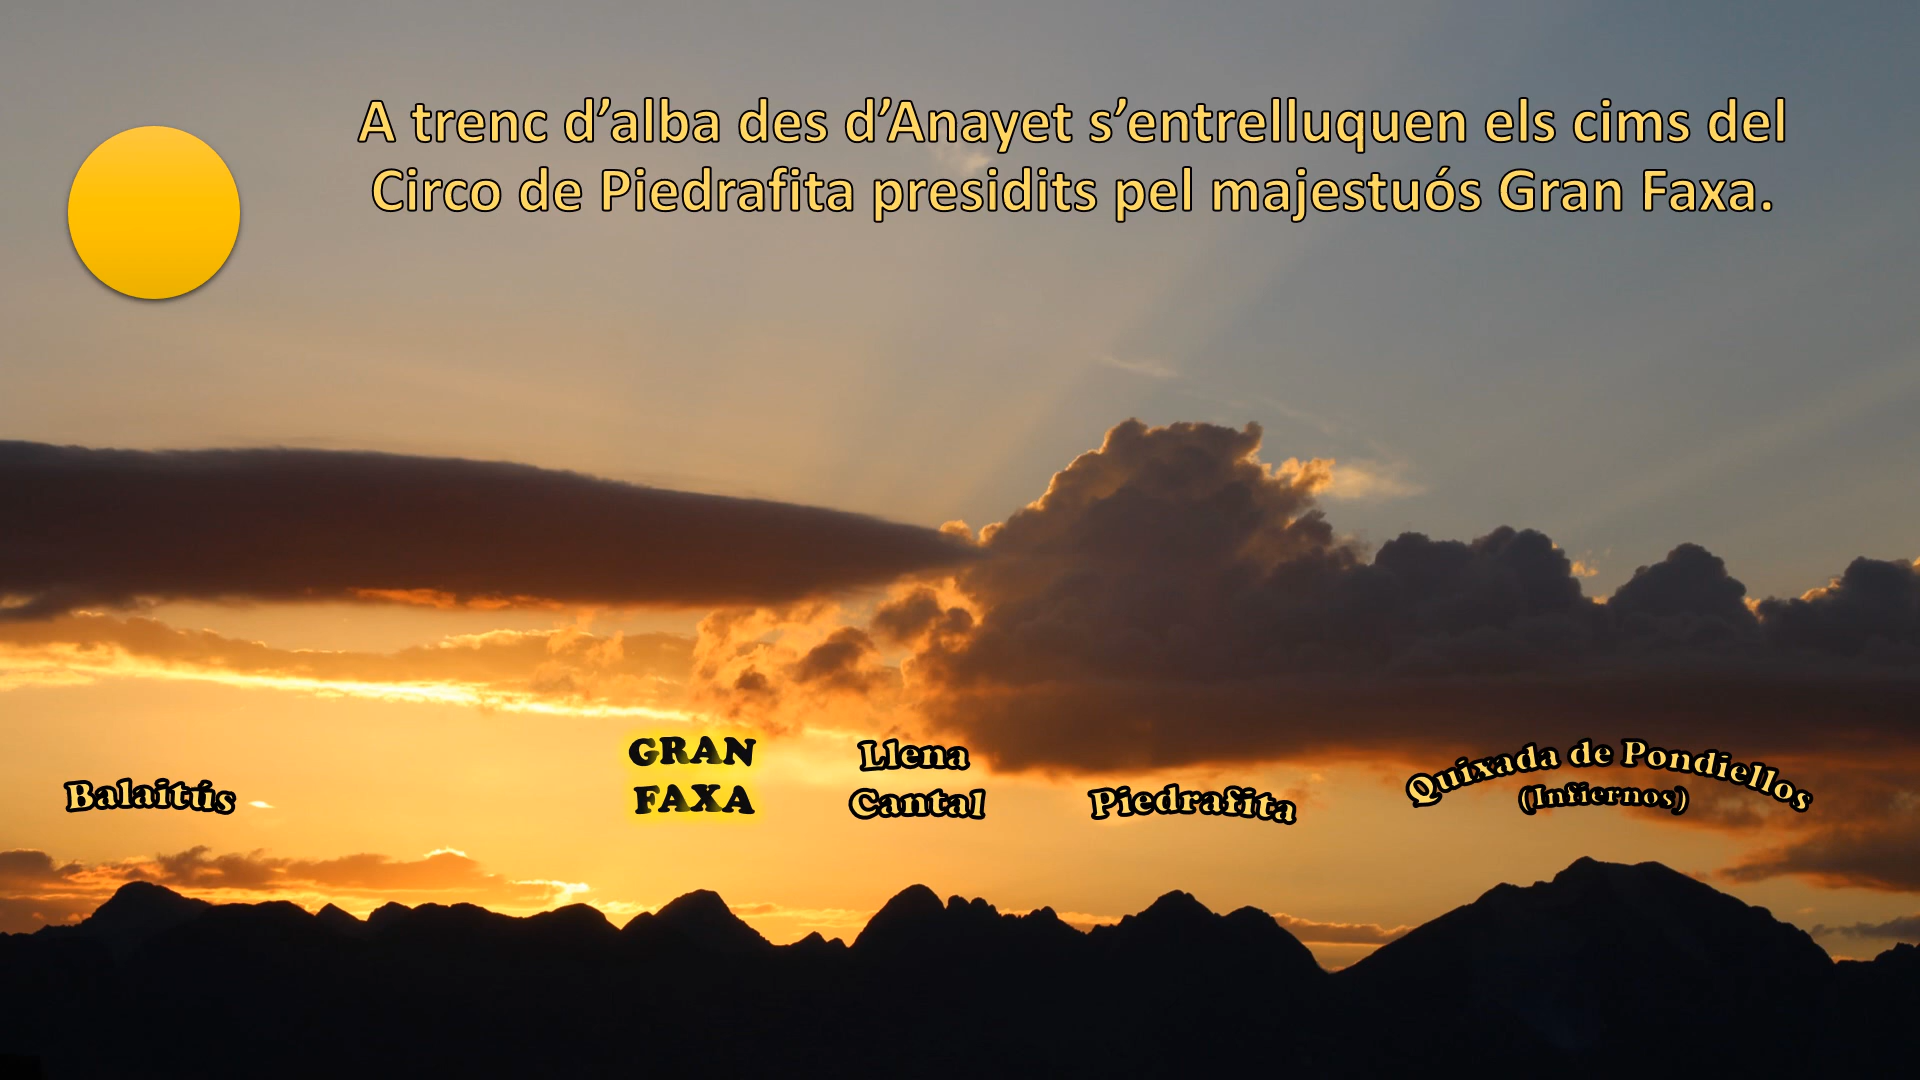 A trenc d’alba des d’Anayet s’entrelluquen els cims del
Circo de Piedrafita presidits pel majestuós Gran Faxa.
Balaitús
GRAN
FAXA
Llena
Cantal
Piedrafita
Quixada de Pondiellos
(Infiernos)